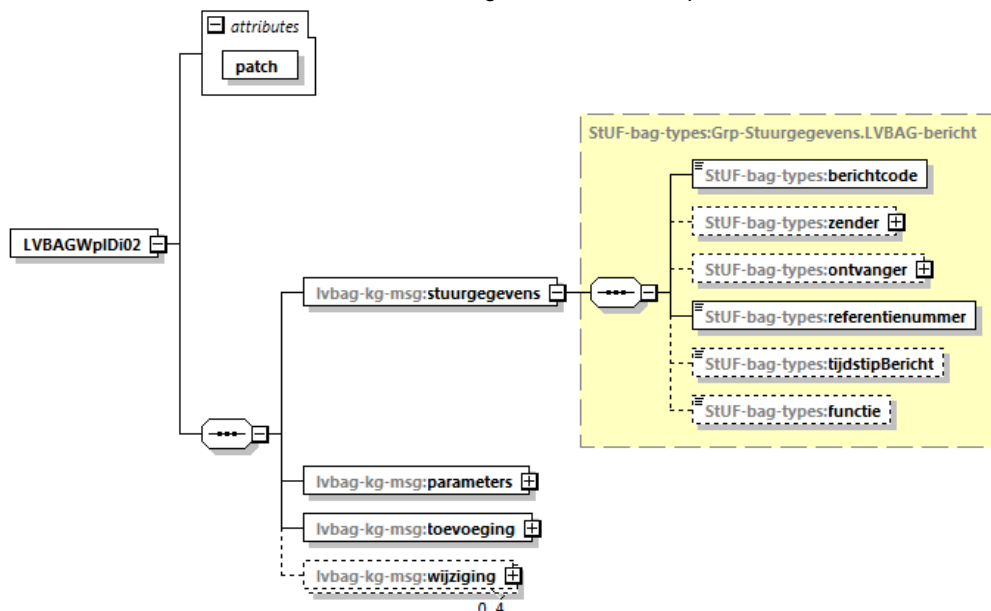 attributes
patch
StUF-bag-types:Grp-Stuurgegevens.LVBAG-bericht
StUF-bag-types:berichtcode
StUF-bag-types:zender
LVBAGWplDi02
StUF-bag-types:ontvanger
lvbag-kg-msg:stuurgegevens
StUF-bag-types:referentienummer
StUF-bag-types:tijdstipBericht
StUF-bag-types:functie
lvbag-kg-msg:parameters
lvbag-kg-msg:toevoeging
lvbag-kg-msg:wijziging